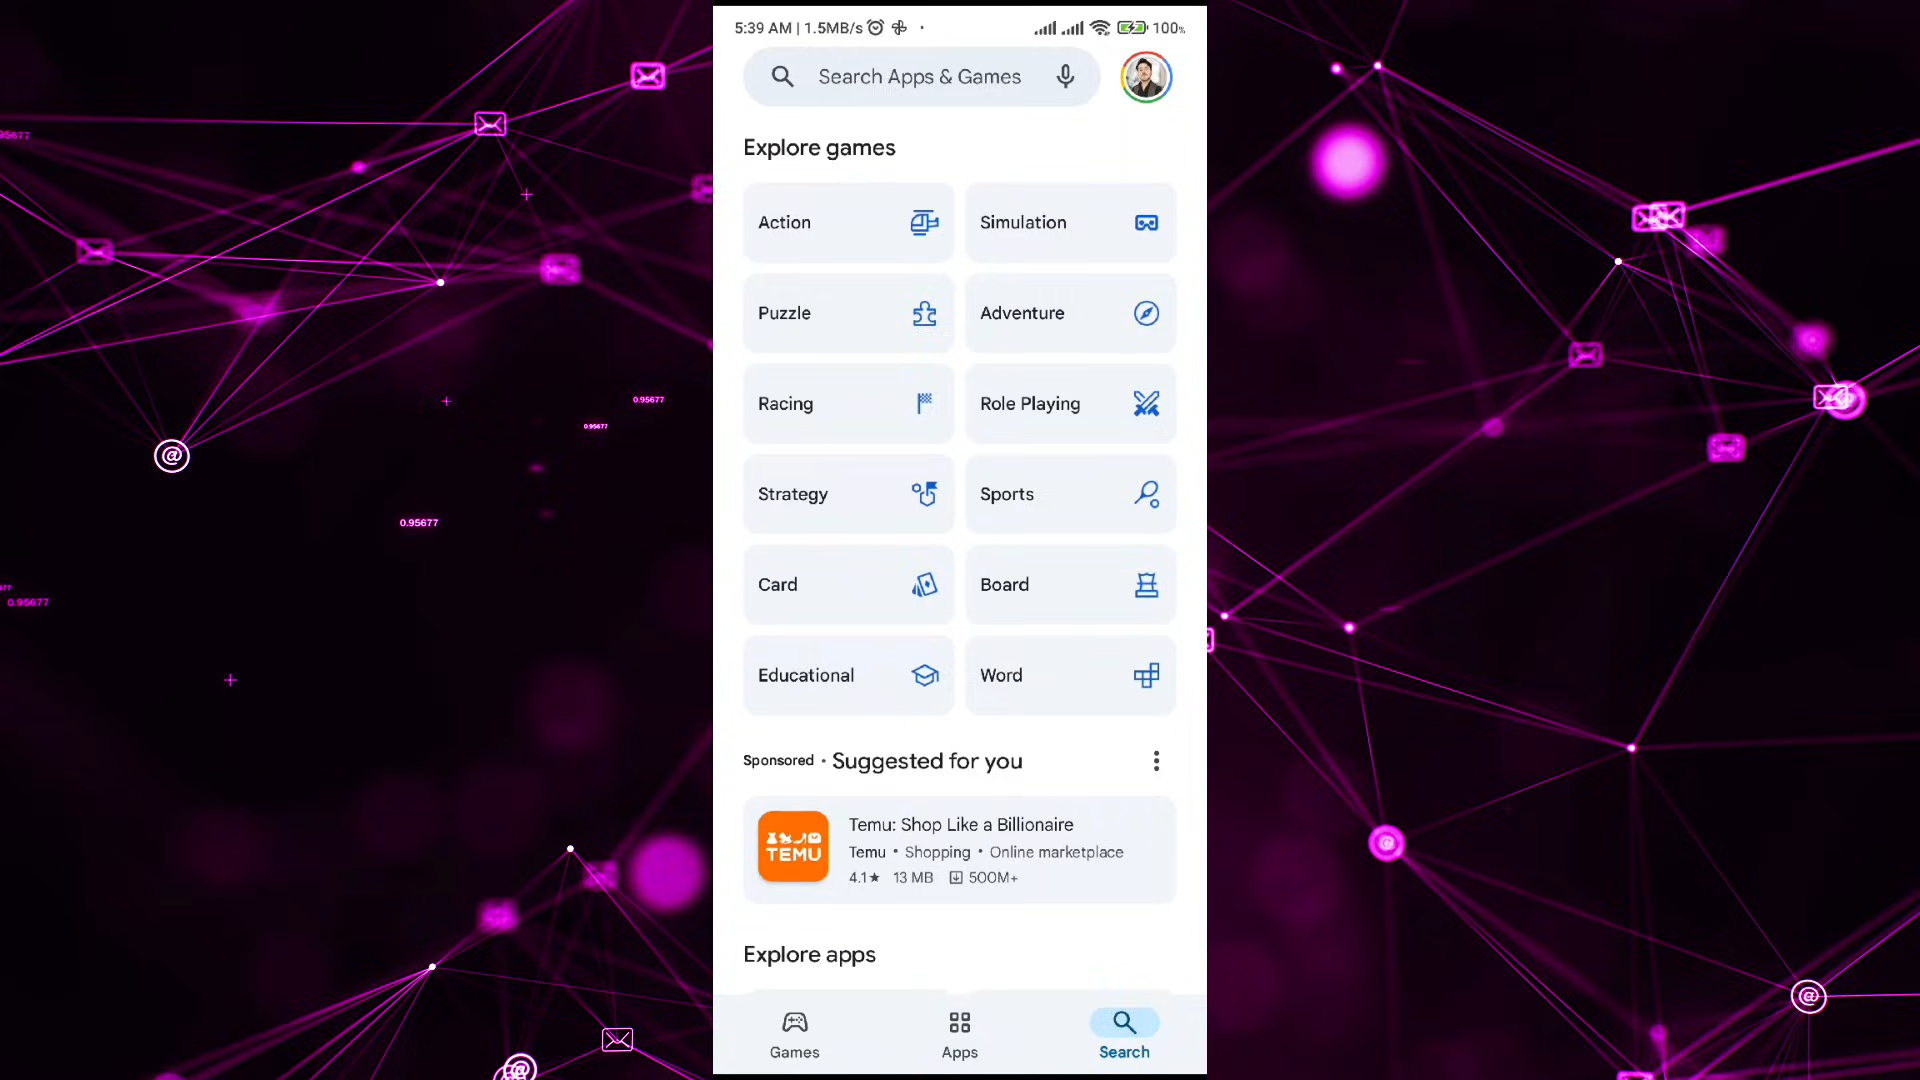 5:39 AM | 1.5MB/s
100%
Search Apps & Games
Explore games
Action
Simulation
Puzzle
Adventure
Racing
Role Playing
Strategy
Sports
Card
Board
Educational
Word
Sponsored • Suggested for you
TEMU
Temu: Shop Like a Billionaire
Temu • Shopping • Online marketplace
4.1★ 13 MB 500M+
Explore apps
Games
Apps
Search
95677
0.95677
0.95677
0.95677
0.95677
@
@
@
@